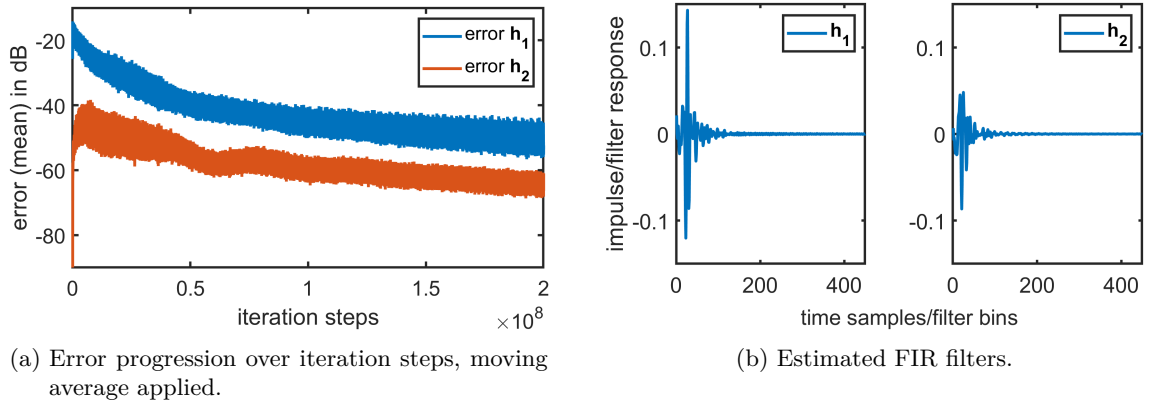 error (mean) in dB
-20
-40
-60
-80
error h1
error h2
0
0.5
1
1.5
2
×10^8
iteration steps
(a) Error progression over iteration steps, moving
average applied.
impulse/filter response
0.1
0
-0.1
h1
0
200
400
0.1
0
-0.1
h2
0
200
400
time samples/filter bins
(b) Estimated FIR filters.